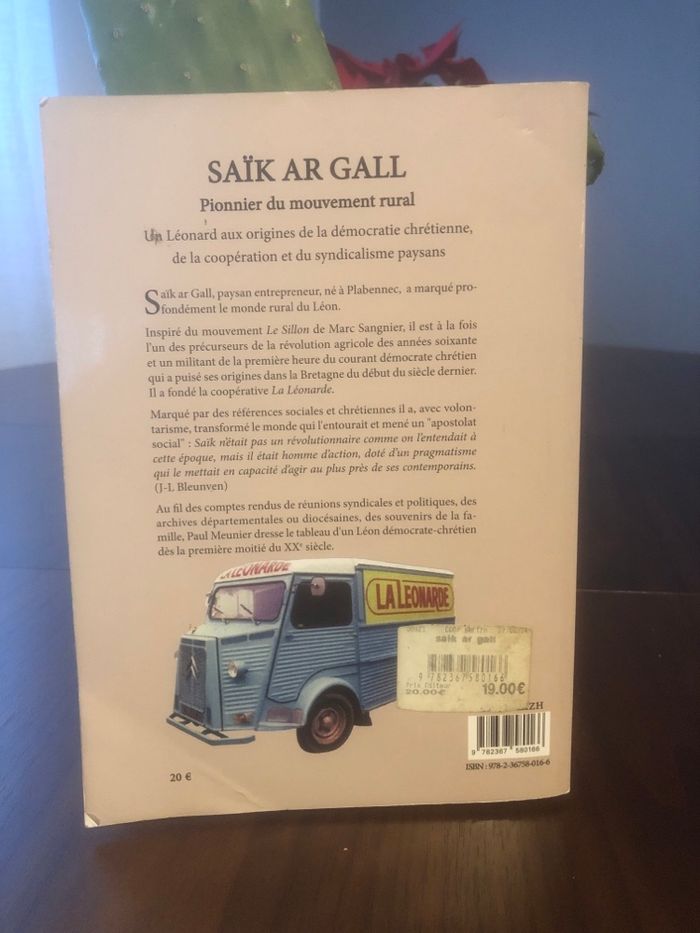 SAÏK AR GALL
Pionnier du mouvement rural
Un Léonard aux origines de la démocratie chrétienne,
de la coopération et du syndicalisme paysans
Saïk ar Gall, paysan entrepreneur, né à Plabennec, a marqué pro-
fondément le monde rural du Léon.
Inspiré du mouvement Le Sillon de Marc Sangnier, il est à la fois
l'un des précurseurs de la révolution agricole des années soixante
et un militant de la première heure du courant démocrate chrétien
qui a puisé ses origines dans la Bretagne du début du siècle dernier.
Il a fondé la coopérative La Léonarde.
Marqué par des références sociales et chrétiennes il a, avec volon-
tarisme, transformé le monde qui l'entourait et mené un "apostolat
social" : Saïk n'était pas un révolutionnaire comme on l'entendait à
cette époque, mais il était homme d'action, doté d'un pragmatisme
qui le mettait en capacité d'agir au plus près de ses contemporains.
(J-L Bleunven)
Au fil des comptes rendus de réunions syndicales et politiques, des
archives départementales ou diocésaines, des souvenirs de la fa-
mille, Paul Meunier dresse le tableau d'un Léon démocrate-chrétien
dès la première moitié du XXe siècle.
LA LEONARDE
LA LEONARDE
saik ar gall
9 782367 580166
Prix Editeur
20.00€ 19.00€
ZH
9 782367 580166
ISBN : 978-2-36758-016-6
20 €